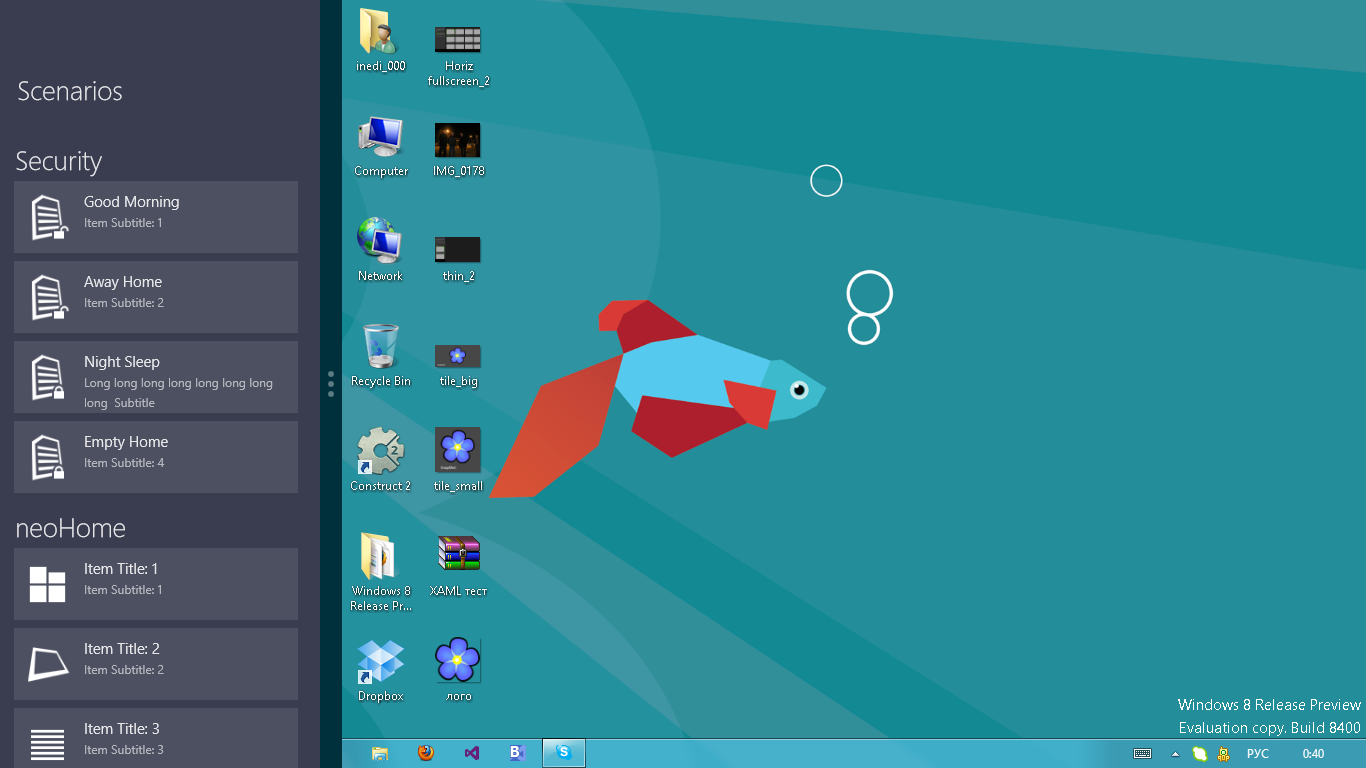 Scenarios
Security
Good Morning
Item Subtitle: 1
Away Home
Item Subtitle: 2
Night Sleep
Long long long long long long long
long Subtitle
Empty Home
Item Subtitle: 4
neoHome
Item Title: 1
Item Subtitle: 1
Item Title: 2
Item Subtitle: 2
Item Title: 3
Item Subtitle: 3
inedi_000
Horiz
fullscreen_2
Computer
IMG_0178
Network
thin_2
Recycle Bin
tile_big
Construct 2
tile_small
Windows 8
Release Pr...
XAML тест
Dropbox
лого
Windows 8 Release Preview
Evaluation copy. Build 8400
РУС
0:40